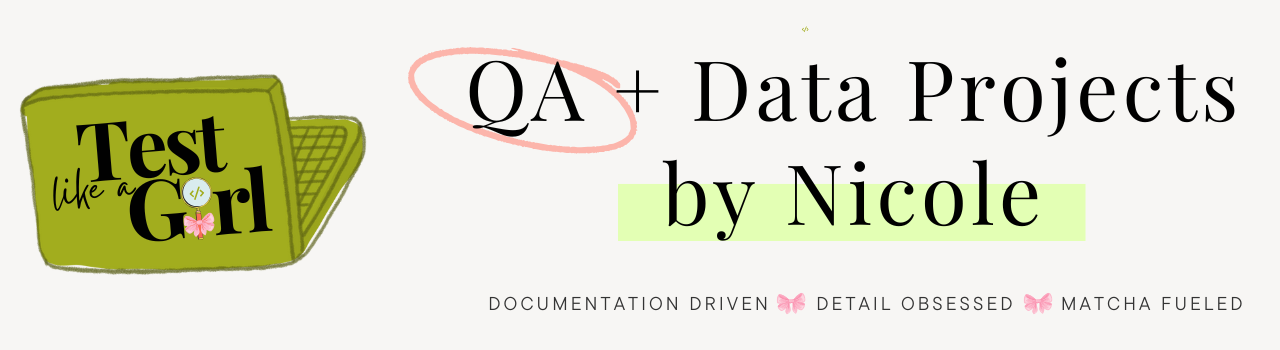 Test
like a Girl
</>
QA + Data Projects
by Nicole
DOCUMENTATION DRIVEN 🎀 DETAIL OBSESSED 🎀 MATCHA FUELED